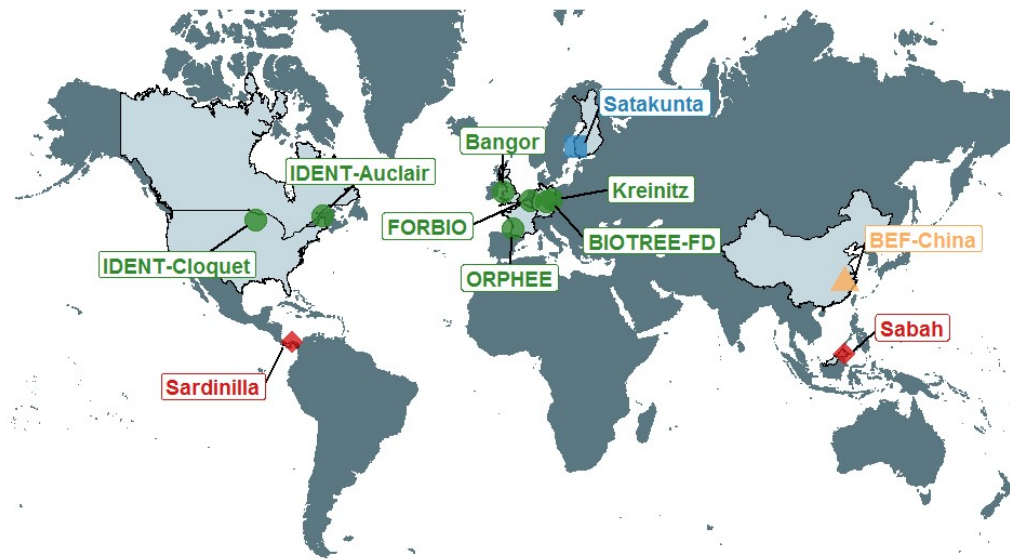 Satakunta
Bangor
IDENT-Auclair
Kreinitz
FORBIO
BIOTREE-FD
BEF-China
IDENT-Cloquet
ORPHEE
Sabah
Sardinilla